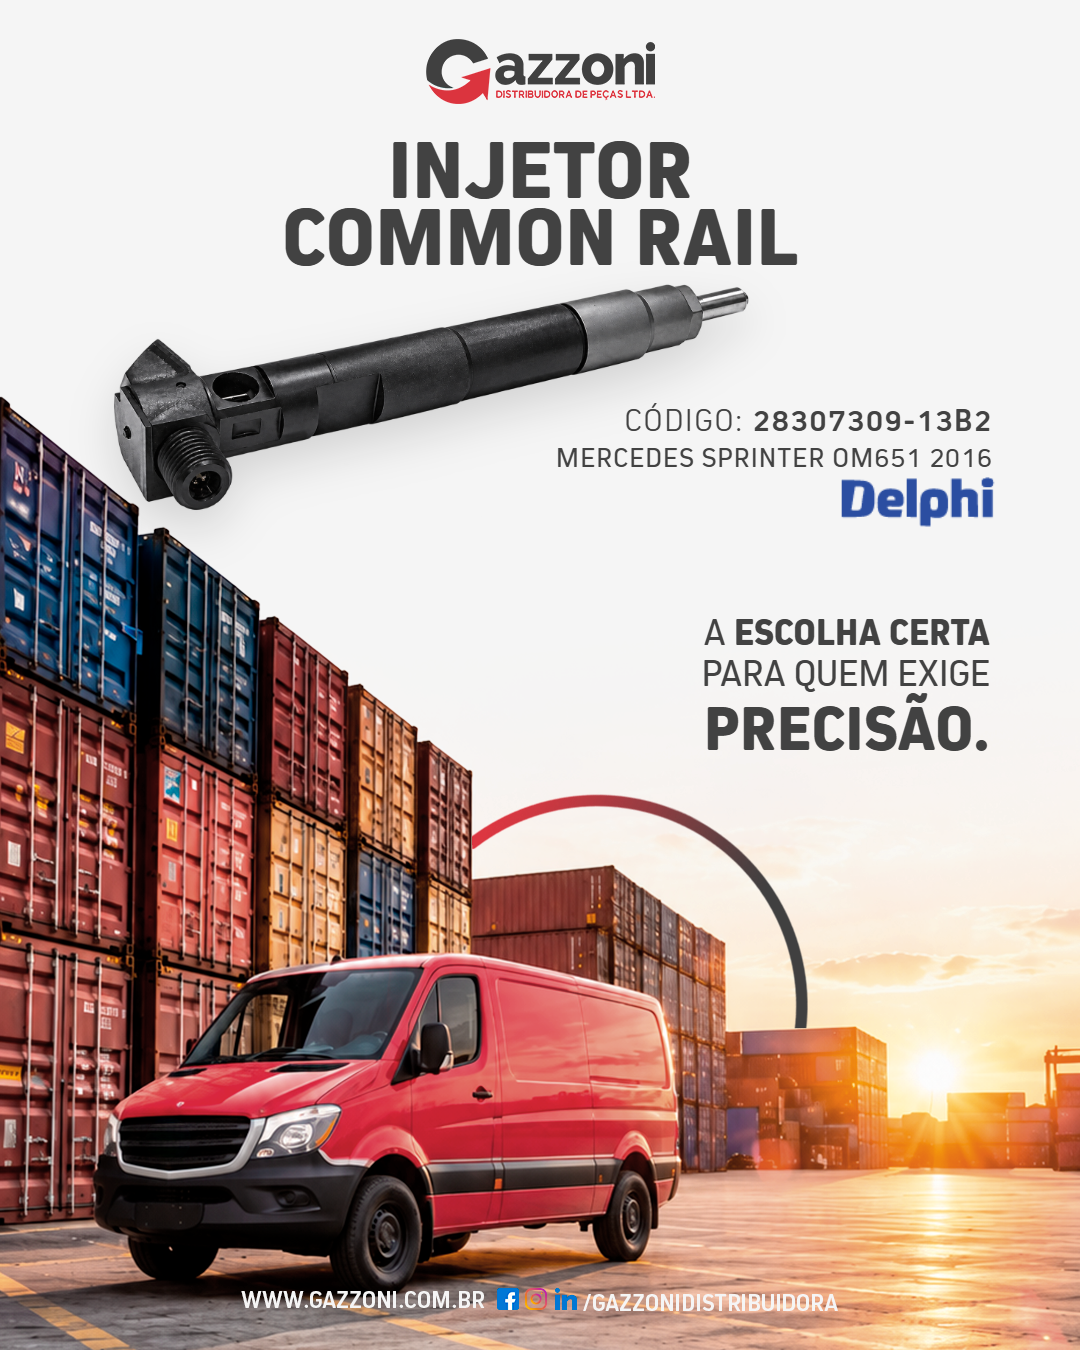 Gazzoni
DISTRIBUIDORA DE PEÇAS LTDA.
INJETOR
COMMON RAIL
CÓDIGO: 28307309-13B2
MERCEDES SPRINTER OM651 2016
Delphi
A ESCOLHA CERTA
PARA QUEM EXIGE
PRECISÃO.
WWW.GAZZONI.COM.BR /GAZZONIDISTRIBUIDORA